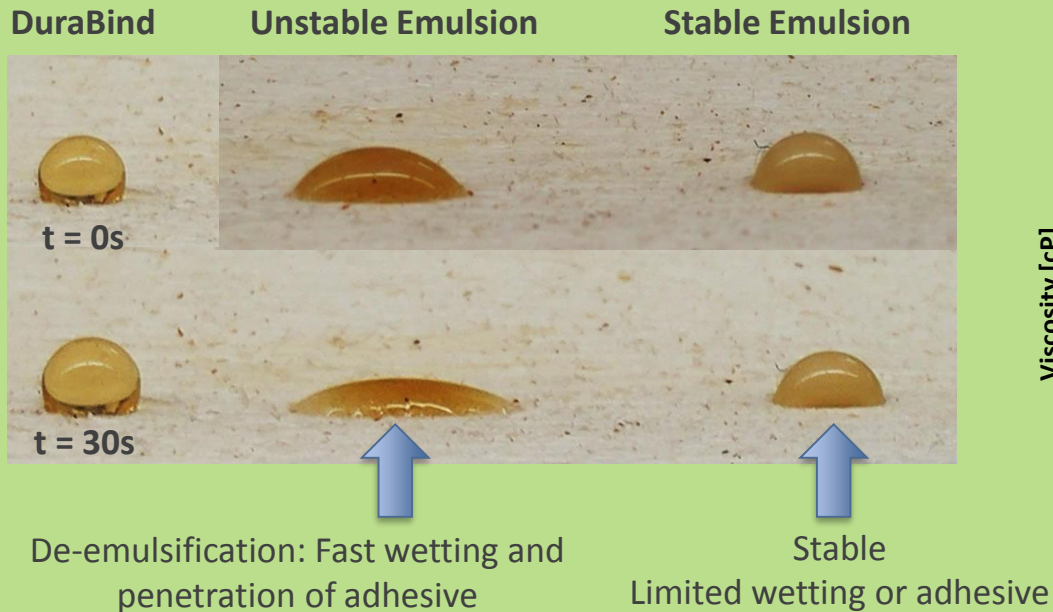 DuraBind
Unstable Emulsion
Stable Emulsion
t = 0s
t = 30s
Viscosity [cP]
De-emulsification: Fast wetting and
penetration of adhesive
Stable
Limited wetting or adhesive